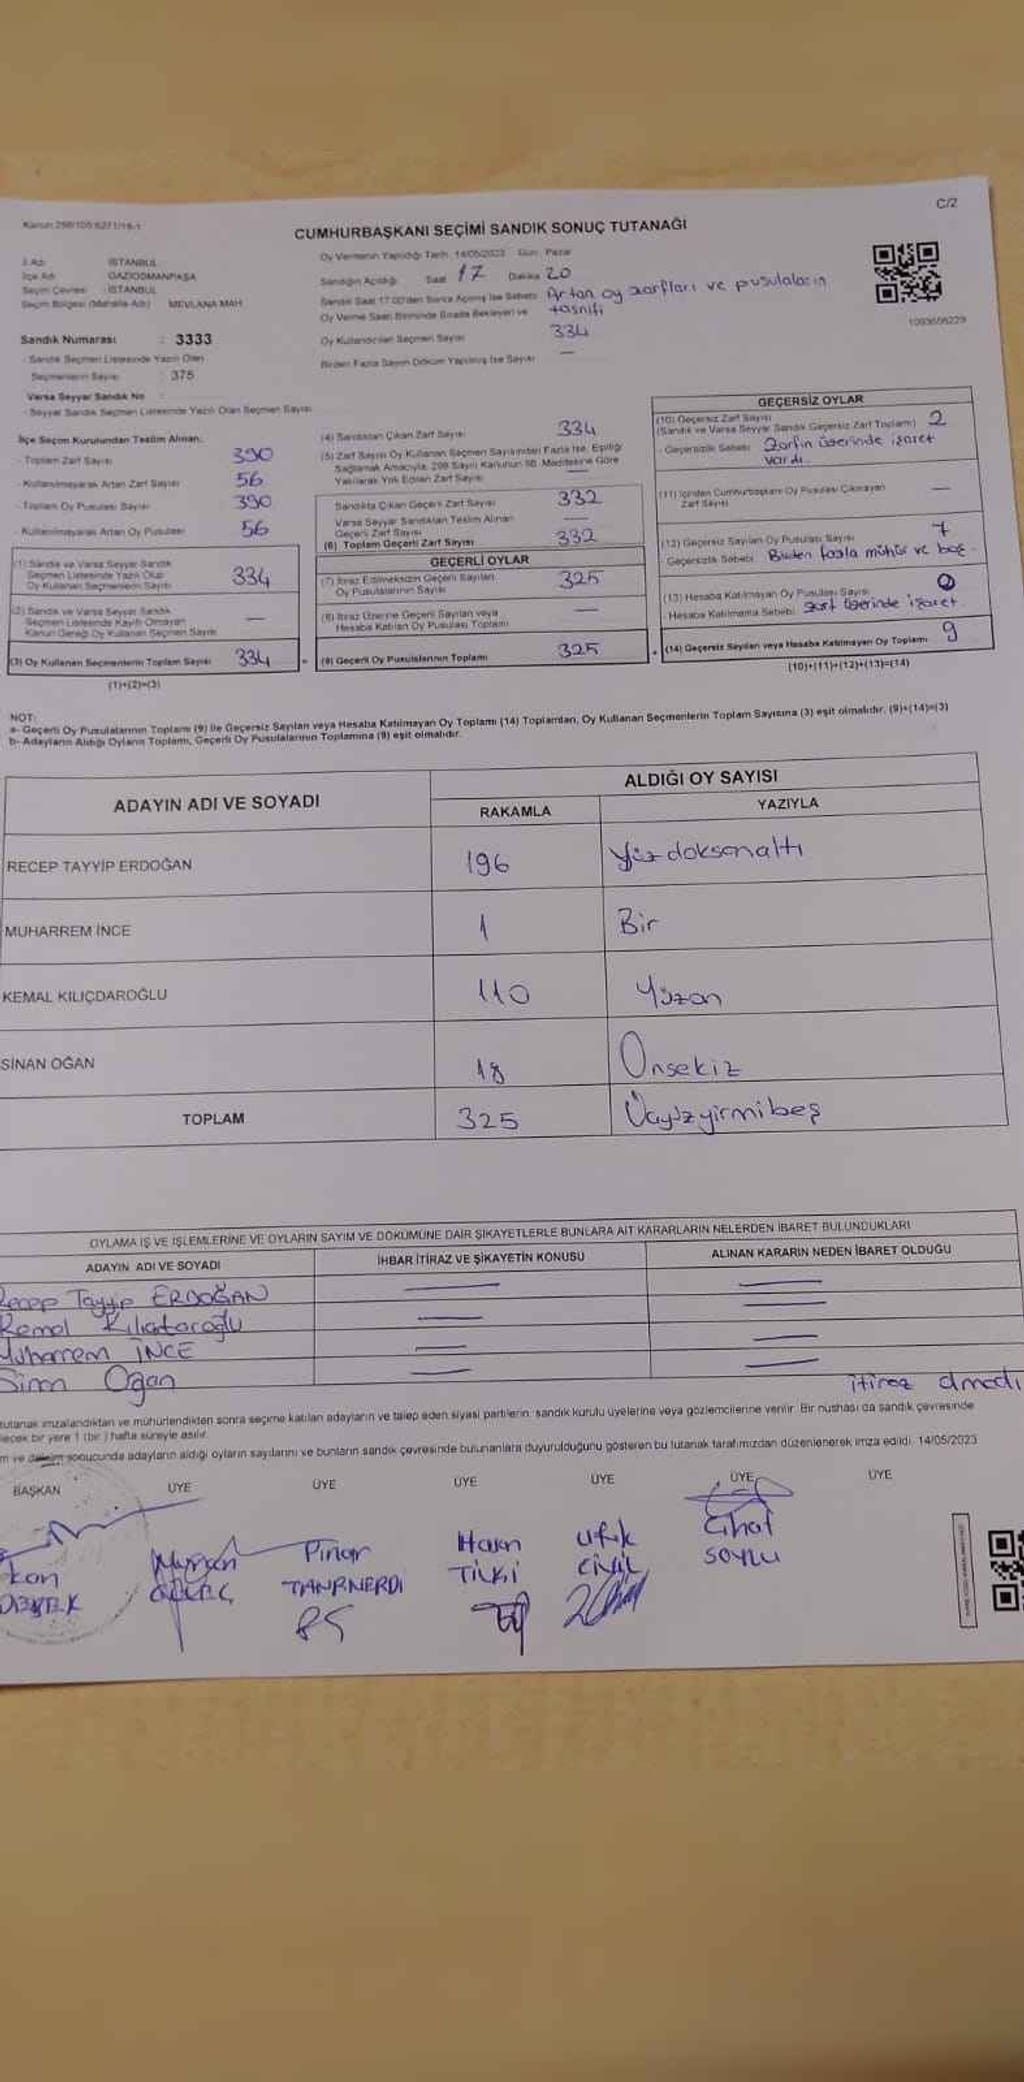 C/2
Kanun:298/105:6271/16-1
CUMHURBAŞKANI SEÇİMİ SANDIK SONUÇ TUTANAĞI
İl Adı : İSTANBUL
İlçe Adı : GAZİOSMANPAŞA
Seçim Çevresi : İSTANBUL
Seçim Bölgesi (Mahalle Adı) : MEVLANA MAH
Oy Vermenin Yapıldığı Tarih: 14/05/2023 Gün: Pazar
Sandığın Açıldığı Saat 17 Dakika 20
Sandık Saat 17:00'den Sonra Açılmış İse Sebebi Artan oy zarfları ve pusulaların tasnifi
Oy Verme Saati Bitiminde Sırada Bekleyen ve
Oy Kullandırılan Seçmen Sayısı 334
Birden Fazla Sayım Döküm Yapılmış İse Sayısı —
1093606229
Sandık Numarası : 3333
- Sandık Seçmen Listesinde Yazılı Olan
Seçmenlerin Sayısı : 375
Varsa Seyyar Sandık No :
- Seyyar Sandık Seçmen Listesinde Yazılı Olan Seçmen Sayısı
İlçe Seçim Kurulundan Teslim Alınan;
- Toplam Zarf Sayısı 390
- Kullanılmayarak Artan Zarf Sayısı 56
- Toplam Oy Pusulası Sayısı 390
- Kullanılmayarak Artan Oy Pusulası 56
(1) Sandık ve Varsa Seyyar Sandık
Seçmen Listesinde Yazılı Olup
Oy Kullanan Seçmenlerin Sayısı 334
(2) Sandık ve Varsa Seyyar Sandık
Seçmen Listesinde Kayıtlı Olmayan
Kanun Gereği Oy Kullanan Seçmen Sayısı —
(3) Oy Kullanan Seçmenlerin Toplam Sayısı 334
(1)+(2)=(3)
(4) Sandıktan Çıkan Zarf Sayısı 334
(5) Zarf Sayısı Oy Kullanan Seçmen Sayısından Fazla İse, Eşitliği
Sağlamak Amacıyla, 298 Sayılı Kanunun 98. Maddesine Göre
Yakılarak Yok Edilen Zarf Sayısı —
Sandıkta Çıkan Geçerli Zarf Sayısı 332
Varsa Seyyar Sandıktan Teslim Alınan
Geçerli Zarf Sayısı —
(6) Toplam Geçerli Zarf Sayısı 332
GEÇERLİ OYLAR
(7) İtiraz Edilmeksizin Geçerli Sayılan
Oy Pusulalarının Sayısı 325
(8) İtiraz Üzerine Geçerli Sayılan veya
Hesaba Katılan Oy Pusulası Toplamı —
(9) Geçerli Oy Pusulalarının Toplamı 325
GEÇERSİZ OYLAR
(10) Geçersiz Zarf Sayısı
(Sandık ve Varsa Seyyar Sandık Geçersiz Zarf Toplamı) 2
- Geçersizlik Sebebi: Zarfın üzerinde işaret
vardı.
(11) İçinden Cumhurbaşkanı Oy Pusulası Çıkmayan
Zarf Sayısı —
(12) Geçersiz Sayılan Oy Pusulası Sayısı 7
Geçersizlik Sebebi: Birden fazla mühür ve boş.
(13) Hesaba Katılmayan Oy Pusulası Sayısı 0
Hesaba Katılmama Sebebi: Zarf üzerinde işaret.
(14) Geçersiz Sayılan veya Hesaba Katılmayan Oy Toplamı 9
(10)+(11)+(12)+(13)=(14)
NOT:
a- Geçerli Oy Pusulalarının Toplamı (9) ile Geçersiz Sayılan veya Hesaba Katılmayan Oy Toplamı (14) Toplamları, Oy Kullanan Seçmenlerin Toplam Sayısına (3) eşit olmalıdır. (9)+(14)=(3)
b- Adayların Aldığı Oyların Toplamı, Geçerli Oy Pusulalarının Toplamına (9) eşit olmalıdır.
ADAYIN ADI VE SOYADI
ALDIĞI OY SAYISI
RAKAMLA YAZIYLA
RECEP TAYYİP ERDOĞAN 196 Yüzdoksanaltı
MUHARREM İNCE 1 Bir
KEMAL KILIÇDAROĞLU 110 Yüzon
SİNAN OĞAN 18 Onsekiz
TOPLAM 325 Üçyüzyirmibeş
OYLAMA İŞ VE İŞLEMLERİNE VE OYLARIN SAYIM VE DÖKÜMÜNE DAİR ŞİKAYETLERLE BUNLARA AİT KARARLARIN NELERDEN İBARET BULUNDUKLARI
ADAYIN ADI VE SOYADI İHBAR İTİRAZ VE ŞİKAYETİN KONUSU ALINAN KARARIN NEDEN İBARET OLDUĞU
Recep Tayyip ERDOĞAN — —
Kemal Kılıçtaroğlu — —
Muharrem İNCE — —
Sinan Oğan — —
itiraz olmadı
tutanak imzalandıktan ve mühürlendikten sonra seçime katılan adayların ve talep eden siyasi partilerin, sandık kurulu üyelerine veya gözlemcilerine verilir. Bir nüshası da sandık çevresinde
ilecek bir yere 1 (bir) hafta süreyle asılır.
m ve döküm sonucunda adayların aldığı oyların sayılarını ve bunların sandık çevresinde bulunanlara duyurulduğunu gösteren bu tutanak tarafımızdan düzenlenerek imza edildi. 14/05/2023
BAŞKAN ÜYE ÜYE ÜYE ÜYE ÜYE ÜYE
Pınar Hasan Ufuk Cihat
TANRIVERDİ TİLKİ CİVİL SOYLU